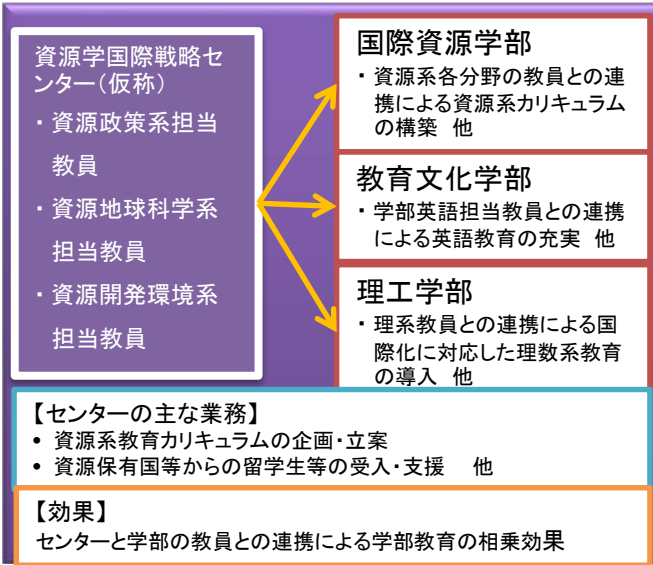 資源学国際戦略セ
ンター（仮称）
・資源政策系担当
教員
・資源地球科学系
担当教員
・資源開発環境系
担当教員
国際資源学部
・資源系各分野の教員との連
携による資源系カリキュラム
の構築 他
教育文化学部
・学部英語担当教員との連携
による英語教育の充実 他
理工学部
・理系教員との連携による国
際化に対応した理数系教育
の導入 他
【センターの主な業務】
• 資源系教育カリキュラムの企画・立案
• 資源保有国等からの留学生等の受入・支援 他
【効果】
センターと学部の教員との連携による学部教育の相乗効果